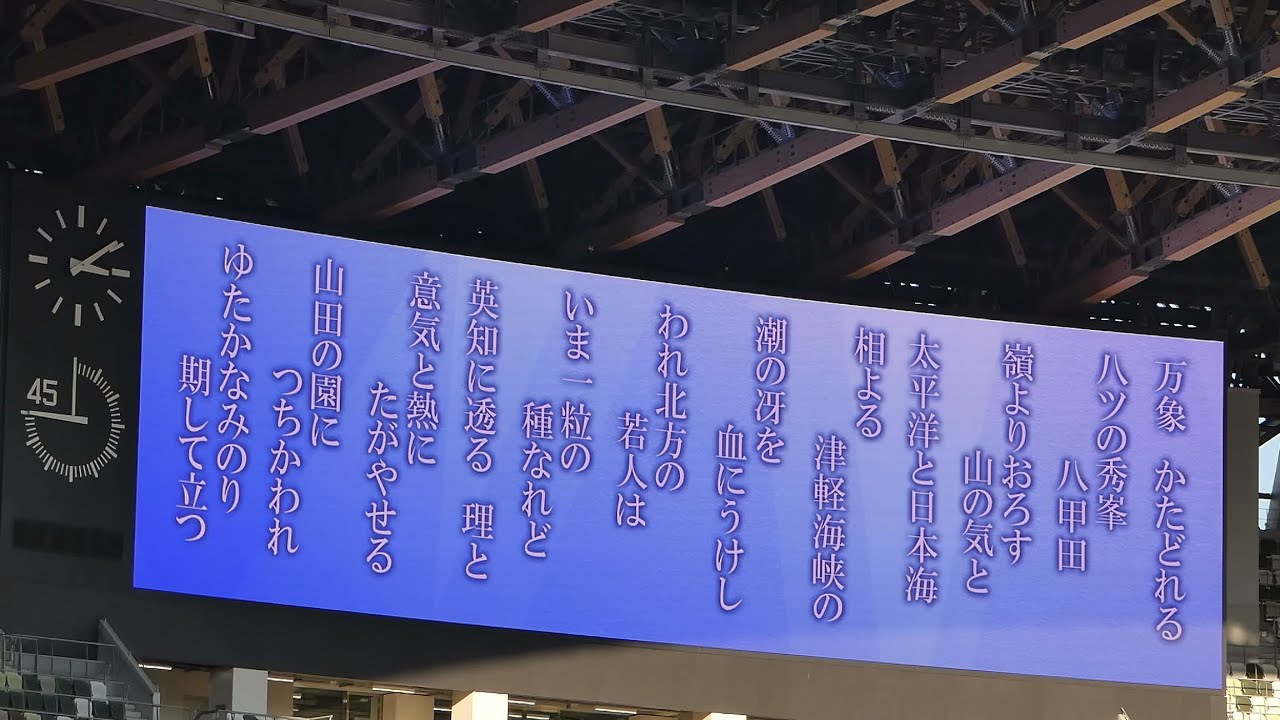 万象　かたどれる
八ツの秀峯
八甲田
嶺よりおろす
山の気と
太平洋と日本海
相よる
津軽海峡の
潮の冴を
血にうけし
われ北方の
若人は
いま一粒の
種なれど
英知に透る　理と
意気と熱に
たがやせる
山田の園に
つちかわれ
ゆたかなみのり
期して立つ
45